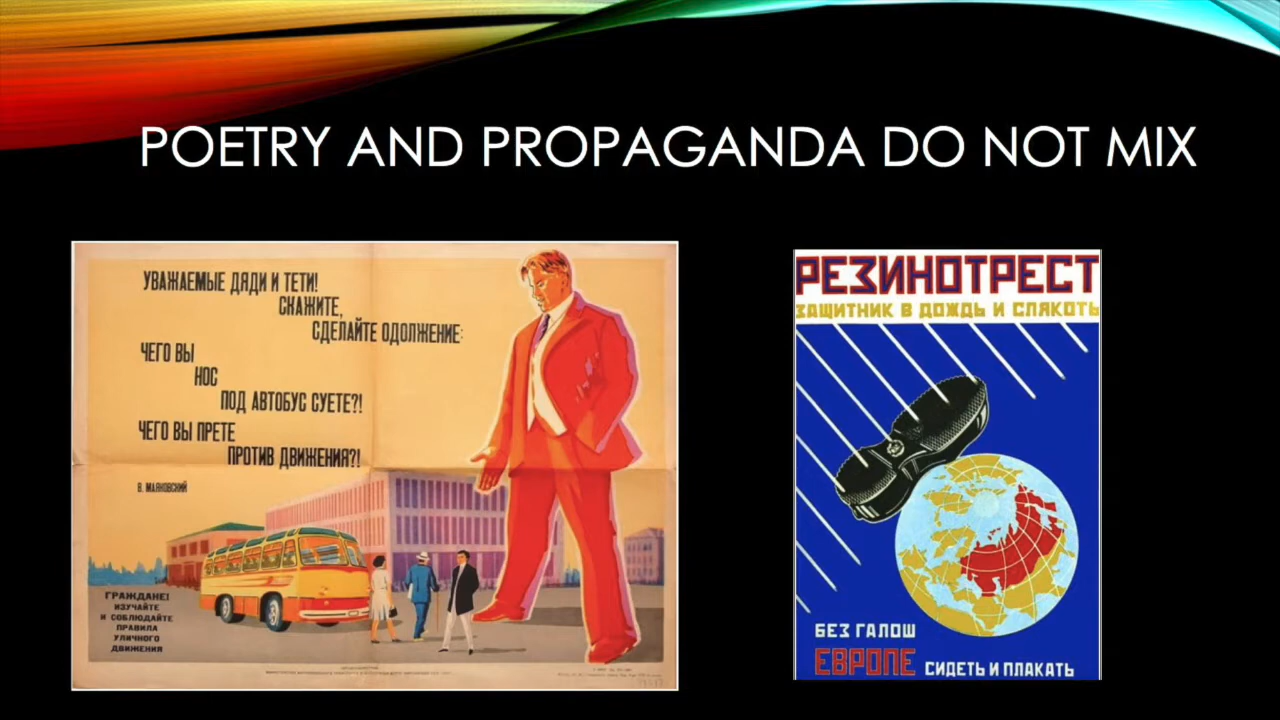 POETRY AND PROPAGANDA DO NOT MIX
УВАЖАЕМЫЕ ДЯДИ И ТЕТИ!
СКАЖИТЕ,
СДЕЛАЙТЕ ОДОЛЖЕНИЕ:
ЧЕГО ВЫ
НОС
ПОД АВТОБУС СУЕТЕ?!
ЧЕГО ВЫ ПРЕТЕ
ПРОТИВ ДВИЖЕНИЯ?!
В. МАЯКОВСКИЙ
ГРАЖДАНЕ!
ИЗУЧАЙТЕ
И СОБЛЮДАЙТЕ
ПРАВИЛА
УЛИЧНОГО
ДВИЖЕНИЯ
РЕЗИНОТРЕСТ
ЗАЩИТНИК В ДОЖДЬ И СЛЯКОТЬ
БЕЗ ГАЛОШ
ЕВРОПЕ СИДЕТЬ И ПЛАКАТЬ